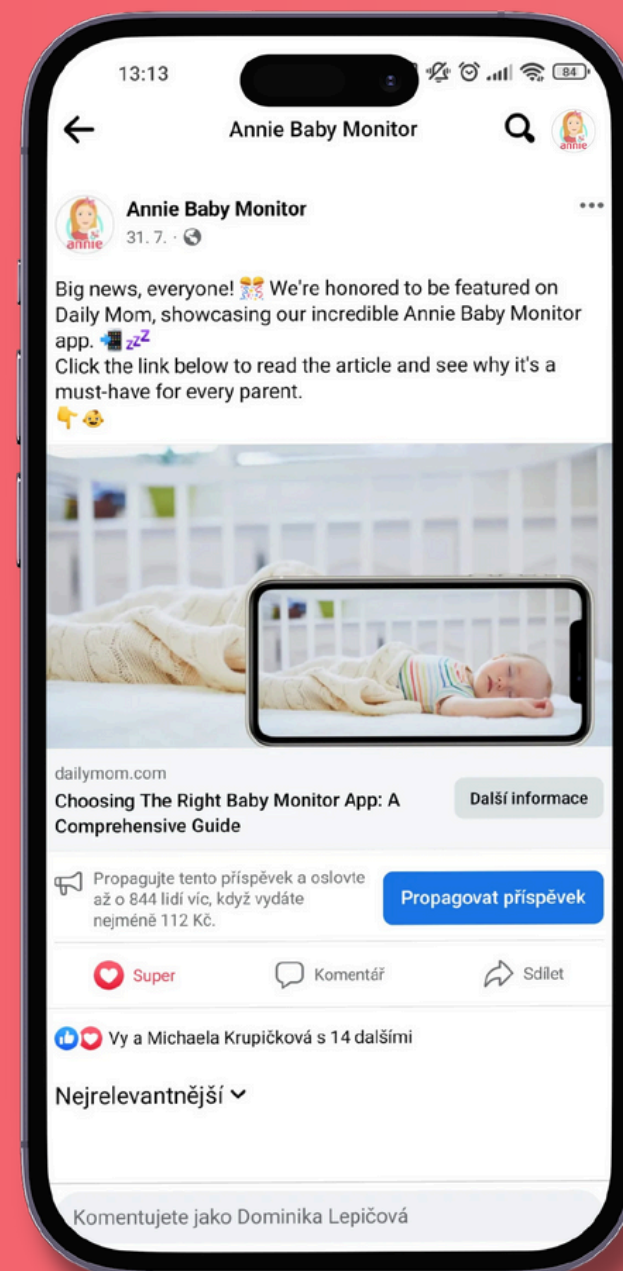 13:13
84
Annie Baby Monitor
annie
Annie Baby Monitor
annie
31. 7. ·
Big news, everyone! 🎊 We're honored to be featured on
Daily Mom, showcasing our incredible Annie Baby Monitor
app. 📲 💤
Click the link below to read the article and see why it's a
must-have for every parent.
👇 👶
dailymom.com
Choosing The Right Baby Monitor App: A
Comprehensive Guide
Další informace
Propagujte tento příspěvek a oslovte
až o 844 lidí víc, když vydáte
nejméně 112 Kč.
Propagovat příspěvek
Super
Komentář
Sdílet
Vy a Michaela Krupičková s 14 dalšími
Nejrelevantnější
Komentujete jako Dominika Lepičová